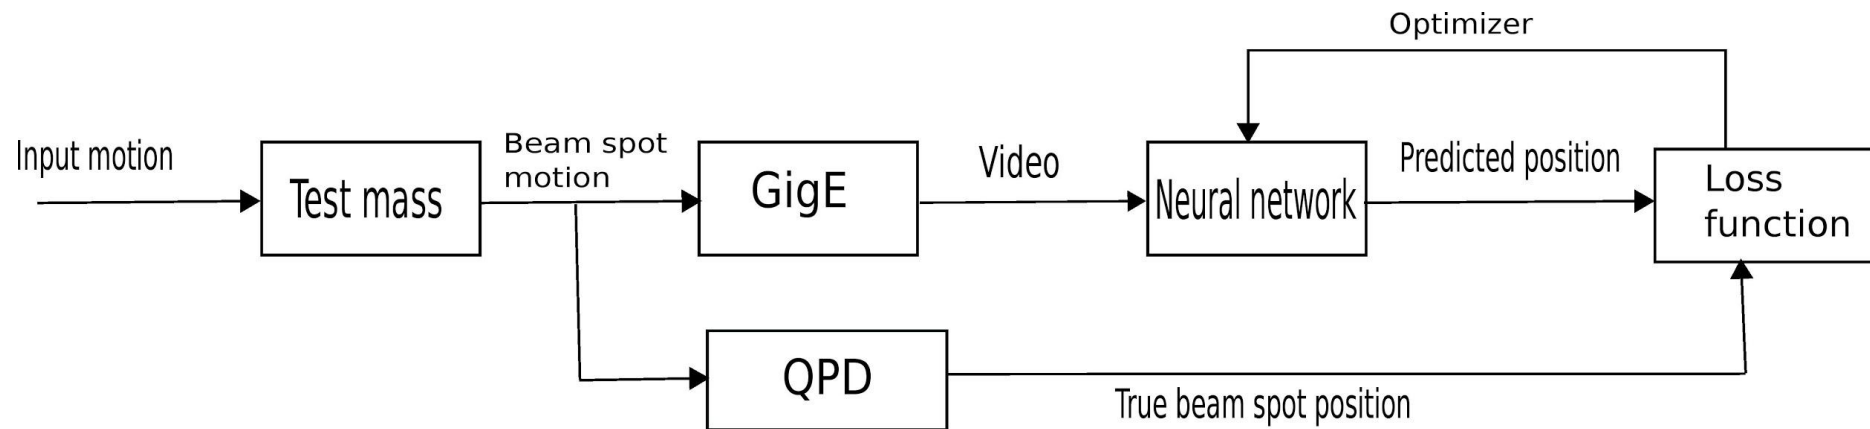 Optimizer
Input motion
Test mass
Beam spot
motion
GigE
Video
Neural network
Predicted position
Loss
function
QPD
True beam spot position